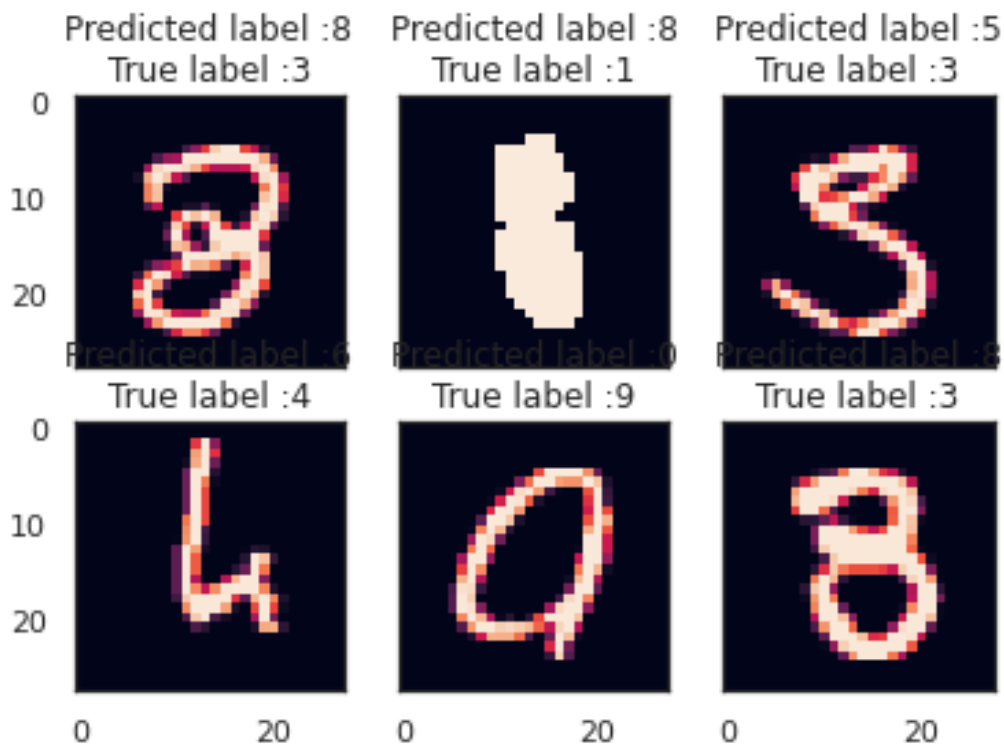 Predicted label :8 Predicted label :8 Predicted label :5
True label :3 True label :1 True label :3
0
10
20
Predicted label :6 Predicted label :0 Predicted label :8
True label :4 True label :9 True label :3
0
10
20
0 20 0 20 0 20